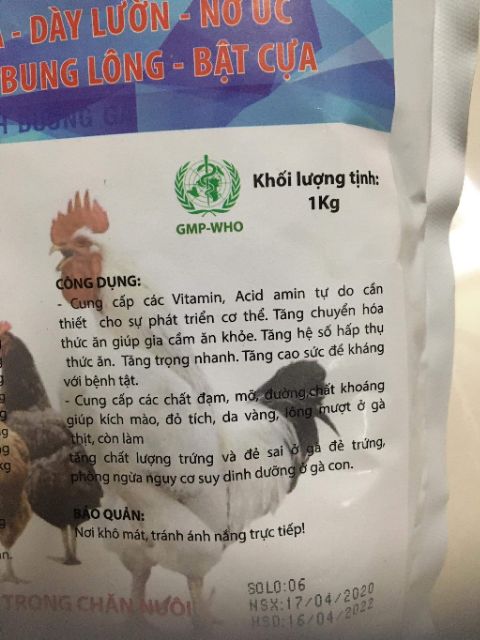 - DÀY LƯỜN - NỞ ỨC
BUNG LÔNG - BẬT CỰA
DƯỠNG GÀ
Khối lượng tịnh:
1Kg
GMP-WHO
CÔNG DỤNG:
- Cung cấp các Vitamin, Acid amin tự do cần
thiết cho sự phát triển cơ thể. Tăng chuyển hóa
thức ăn giúp gia cầm ăn khỏe. Tăng hệ số hấp thụ
thức ăn. Tăng trọng nhanh. Tăng cao sức đề kháng
với bệnh tật.
- Cung cấp các chất đạm, mỡ, đường,chất khoáng
giúp kích mào, đỏ tích, da vàng, lông mượt ở gà
thịt, còn làm
tăng chất lượng trứng và đẻ sai ở gà đẻ trứng,
phòng ngừa nguy cơ suy dinh dưỡng ở gà con.
BẢO QUẢN:
Nơi khô mát, tránh ánh nắng trực tiếp!
TRONG CHĂN NUÔI
SOLO:06
NSX:17/04/2020
HSD:16/04/2022